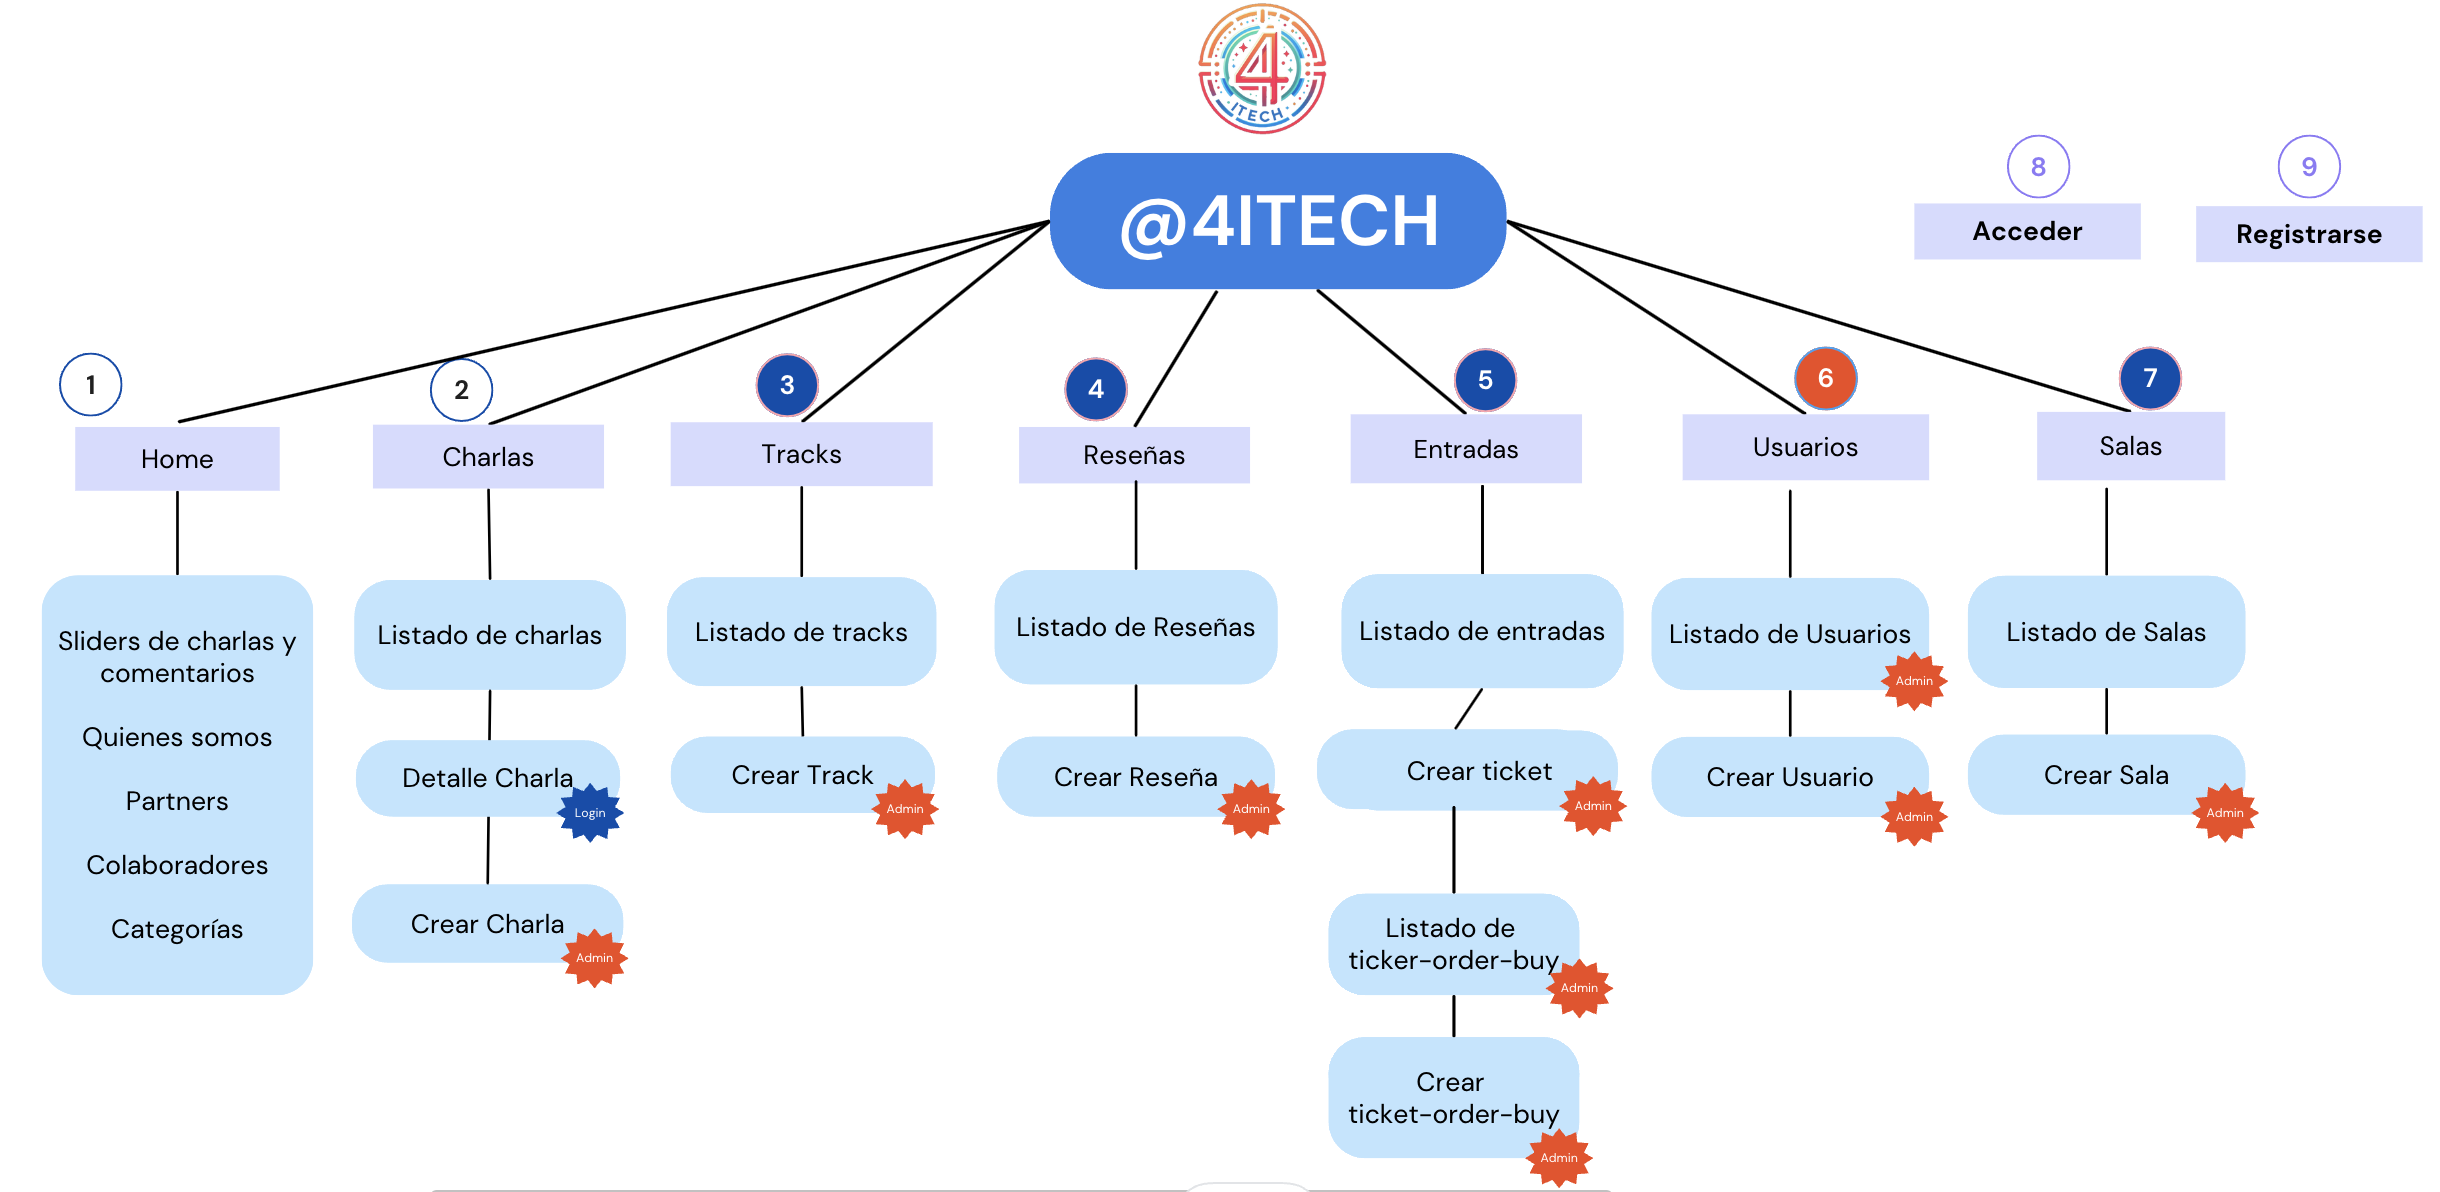 4
ITECH
@4ITECH
8
Acceder
9
Registrarse
1
Home
Sliders de charlas y
comentarios
Quienes somos
Partners
Colaboradores
Categorías
2
Charlas
Listado de charlas
Detalle Charla
Login
Crear Charla
Admin
3
Tracks
Listado de tracks
Crear Track
Admin
4
Reseñas
Listado de Reseñas
Crear Reseña
Admin
5
Entradas
Listado de entradas
Crear ticket
Admin
Listado de
ticker-order-buy
Admin
Crear
ticket-order-buy
Admin
6
Usuarios
Listado de Usuarios
Admin
Crear Usuario
Admin
7
Salas
Listado de Salas
Crear Sala
Admin